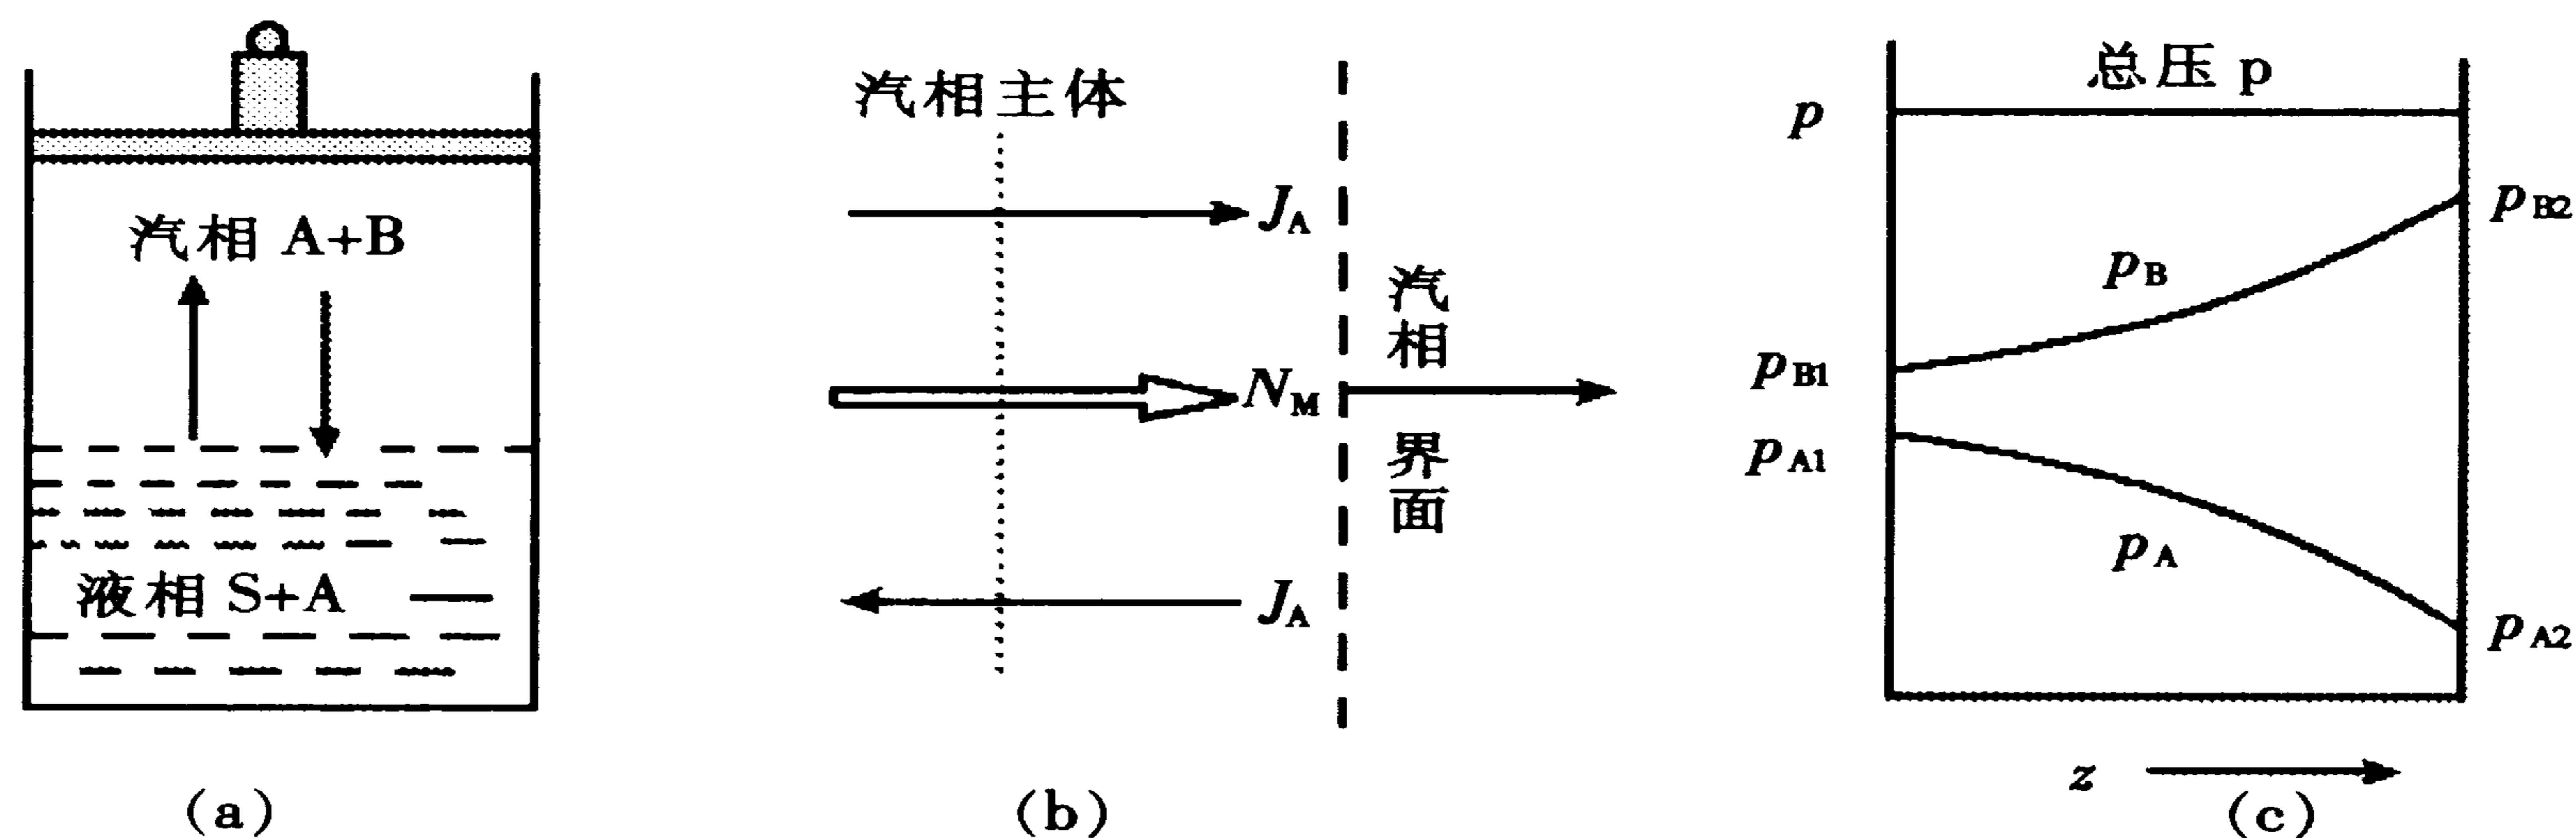 汽相 A+B
液相 S+A
(a)
汽相主体
J_A
N_M
J_A
汽相界面
(b)
总压 p
p
p_B2
p_B
p_B1
p_A1
p_A
p_A2
z
(c)